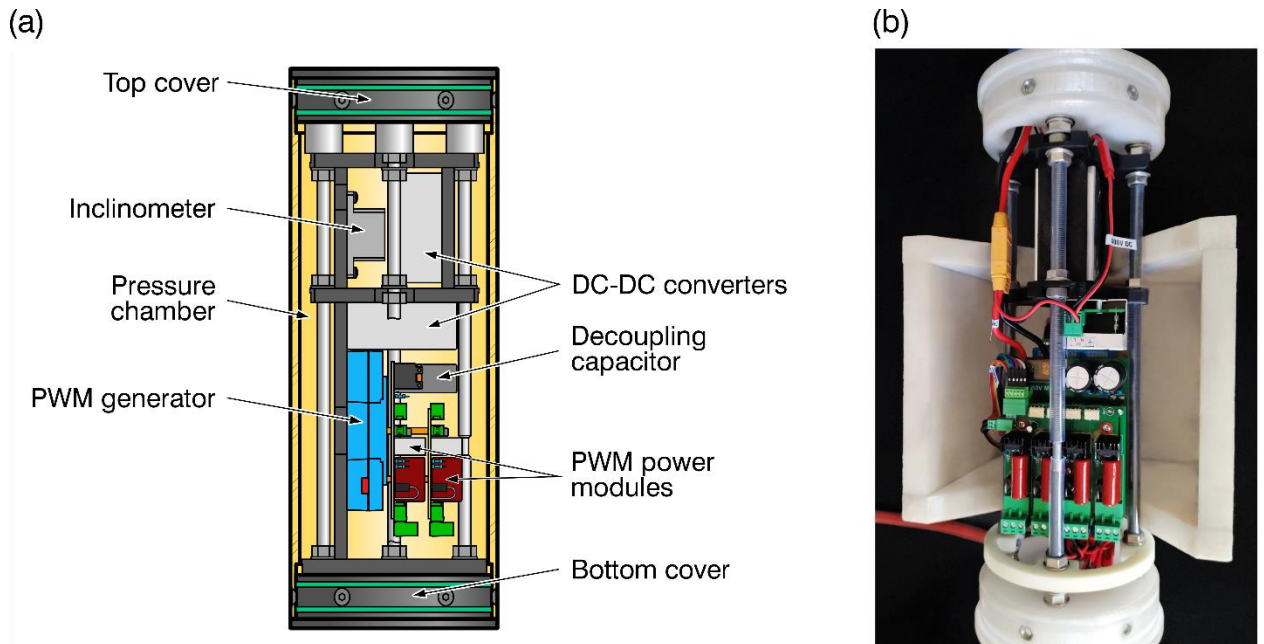 (a)
(b)
Top cover
Inclinometer
Pressure
chamber
PWM generator
DC-DC converters
Decoupling
capacitor
PWM power
modules
Bottom cover